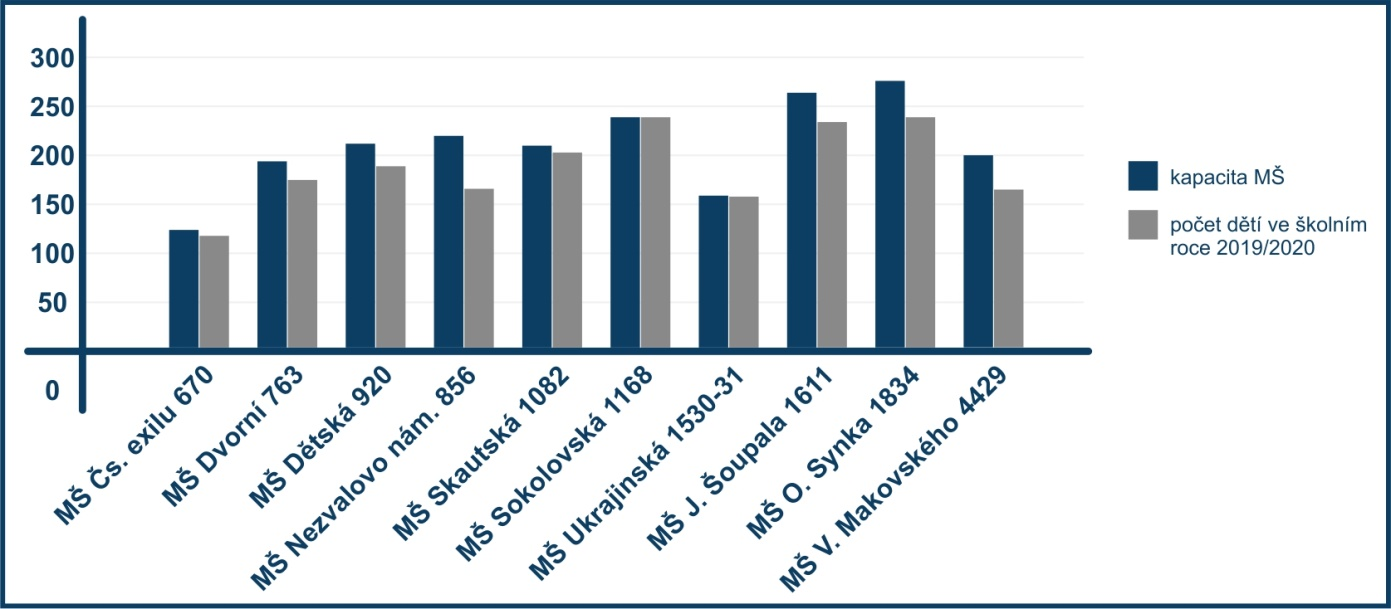 300
250
200
150
100
50
0
MŠ Čs. exilu 670
MŠ Dvorní 763
MŠ Dětská 920
MŠ Nezvalovo nám. 856
MŠ Skautská 1082
MŠ Sokolovská 1168
MŠ Ukrajinská 1530-31
MŠ J. Šoupala 1611
MŠ O. Synka 1834
MŠ V. Makovského 4429
kapacita MŠ
počet dětí ve školním
roce 2019/2020